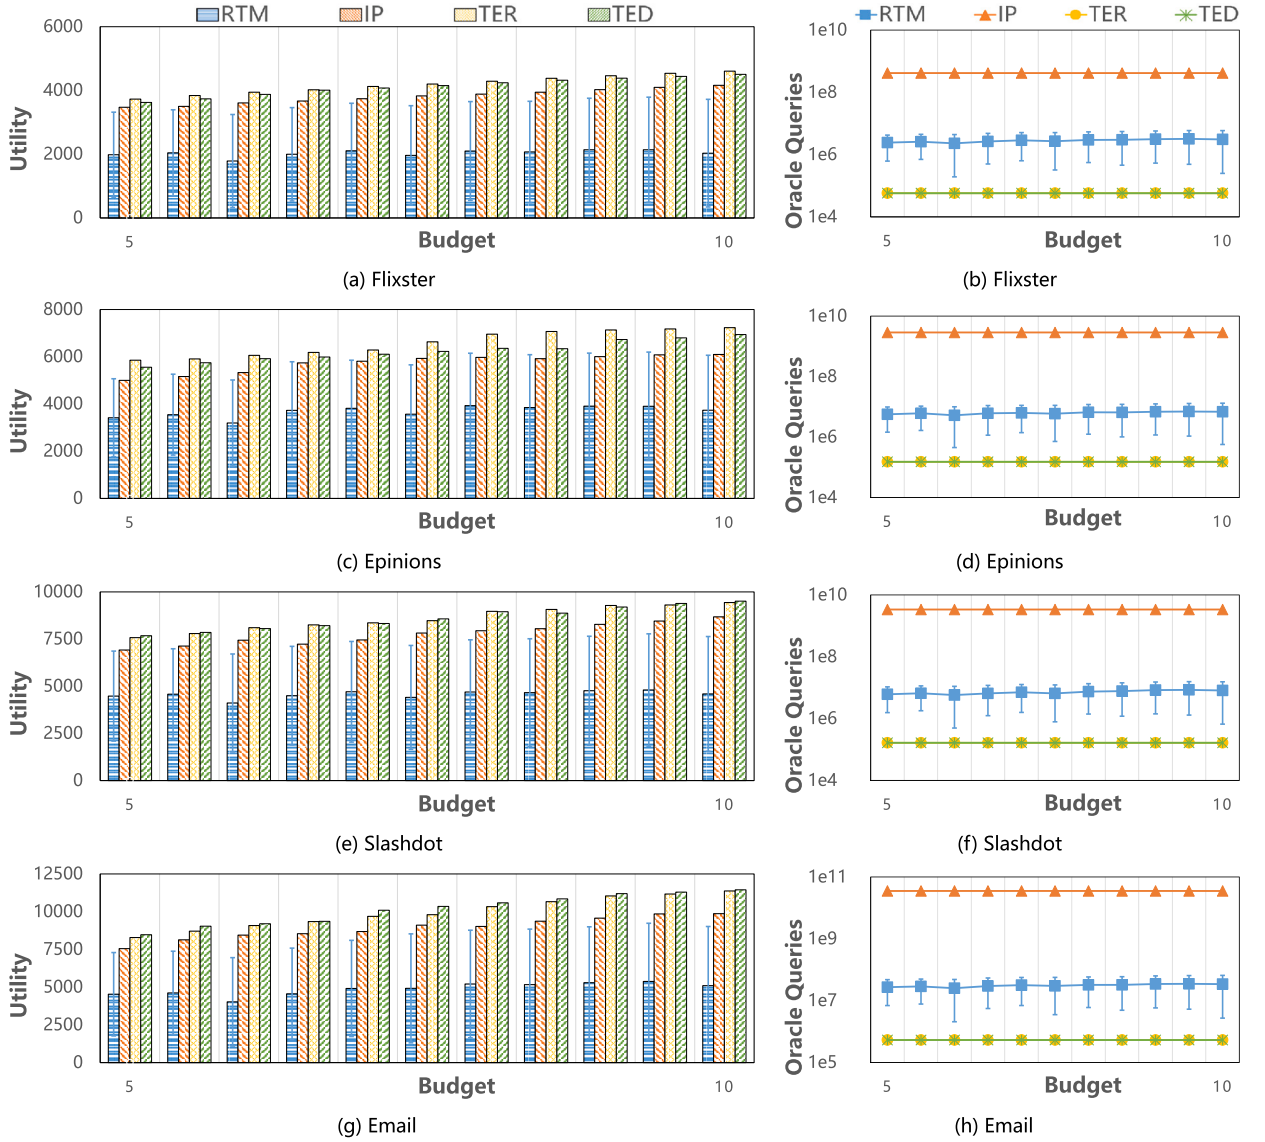 RTM IP TER TED
6000
4000
2000
0
Utility
5 Budget 10
(a) Flixster
RTM IP TER TED
1e10
1e8
1e6
1e4
Oracle Queries
5 Budget 10
(b) Flixster
8000
6000
4000
2000
0
Utility
5 Budget 10
(c) Epinions
1e10
1e8
1e6
1e4
Oracle Queries
5 Budget 10
(d) Epinions
10000
7500
5000
2500
0
Utility
5 Budget 10
(e) Slashdot
1e10
1e8
1e6
1e4
Oracle Queries
5 Budget 10
(f) Slashdot
12500
10000
7500
5000
2500
0
Utility
5 Budget 10
(g) Email
1e11
1e9
1e7
1e5
Oracle Queries
5 Budget 10
(h) Email